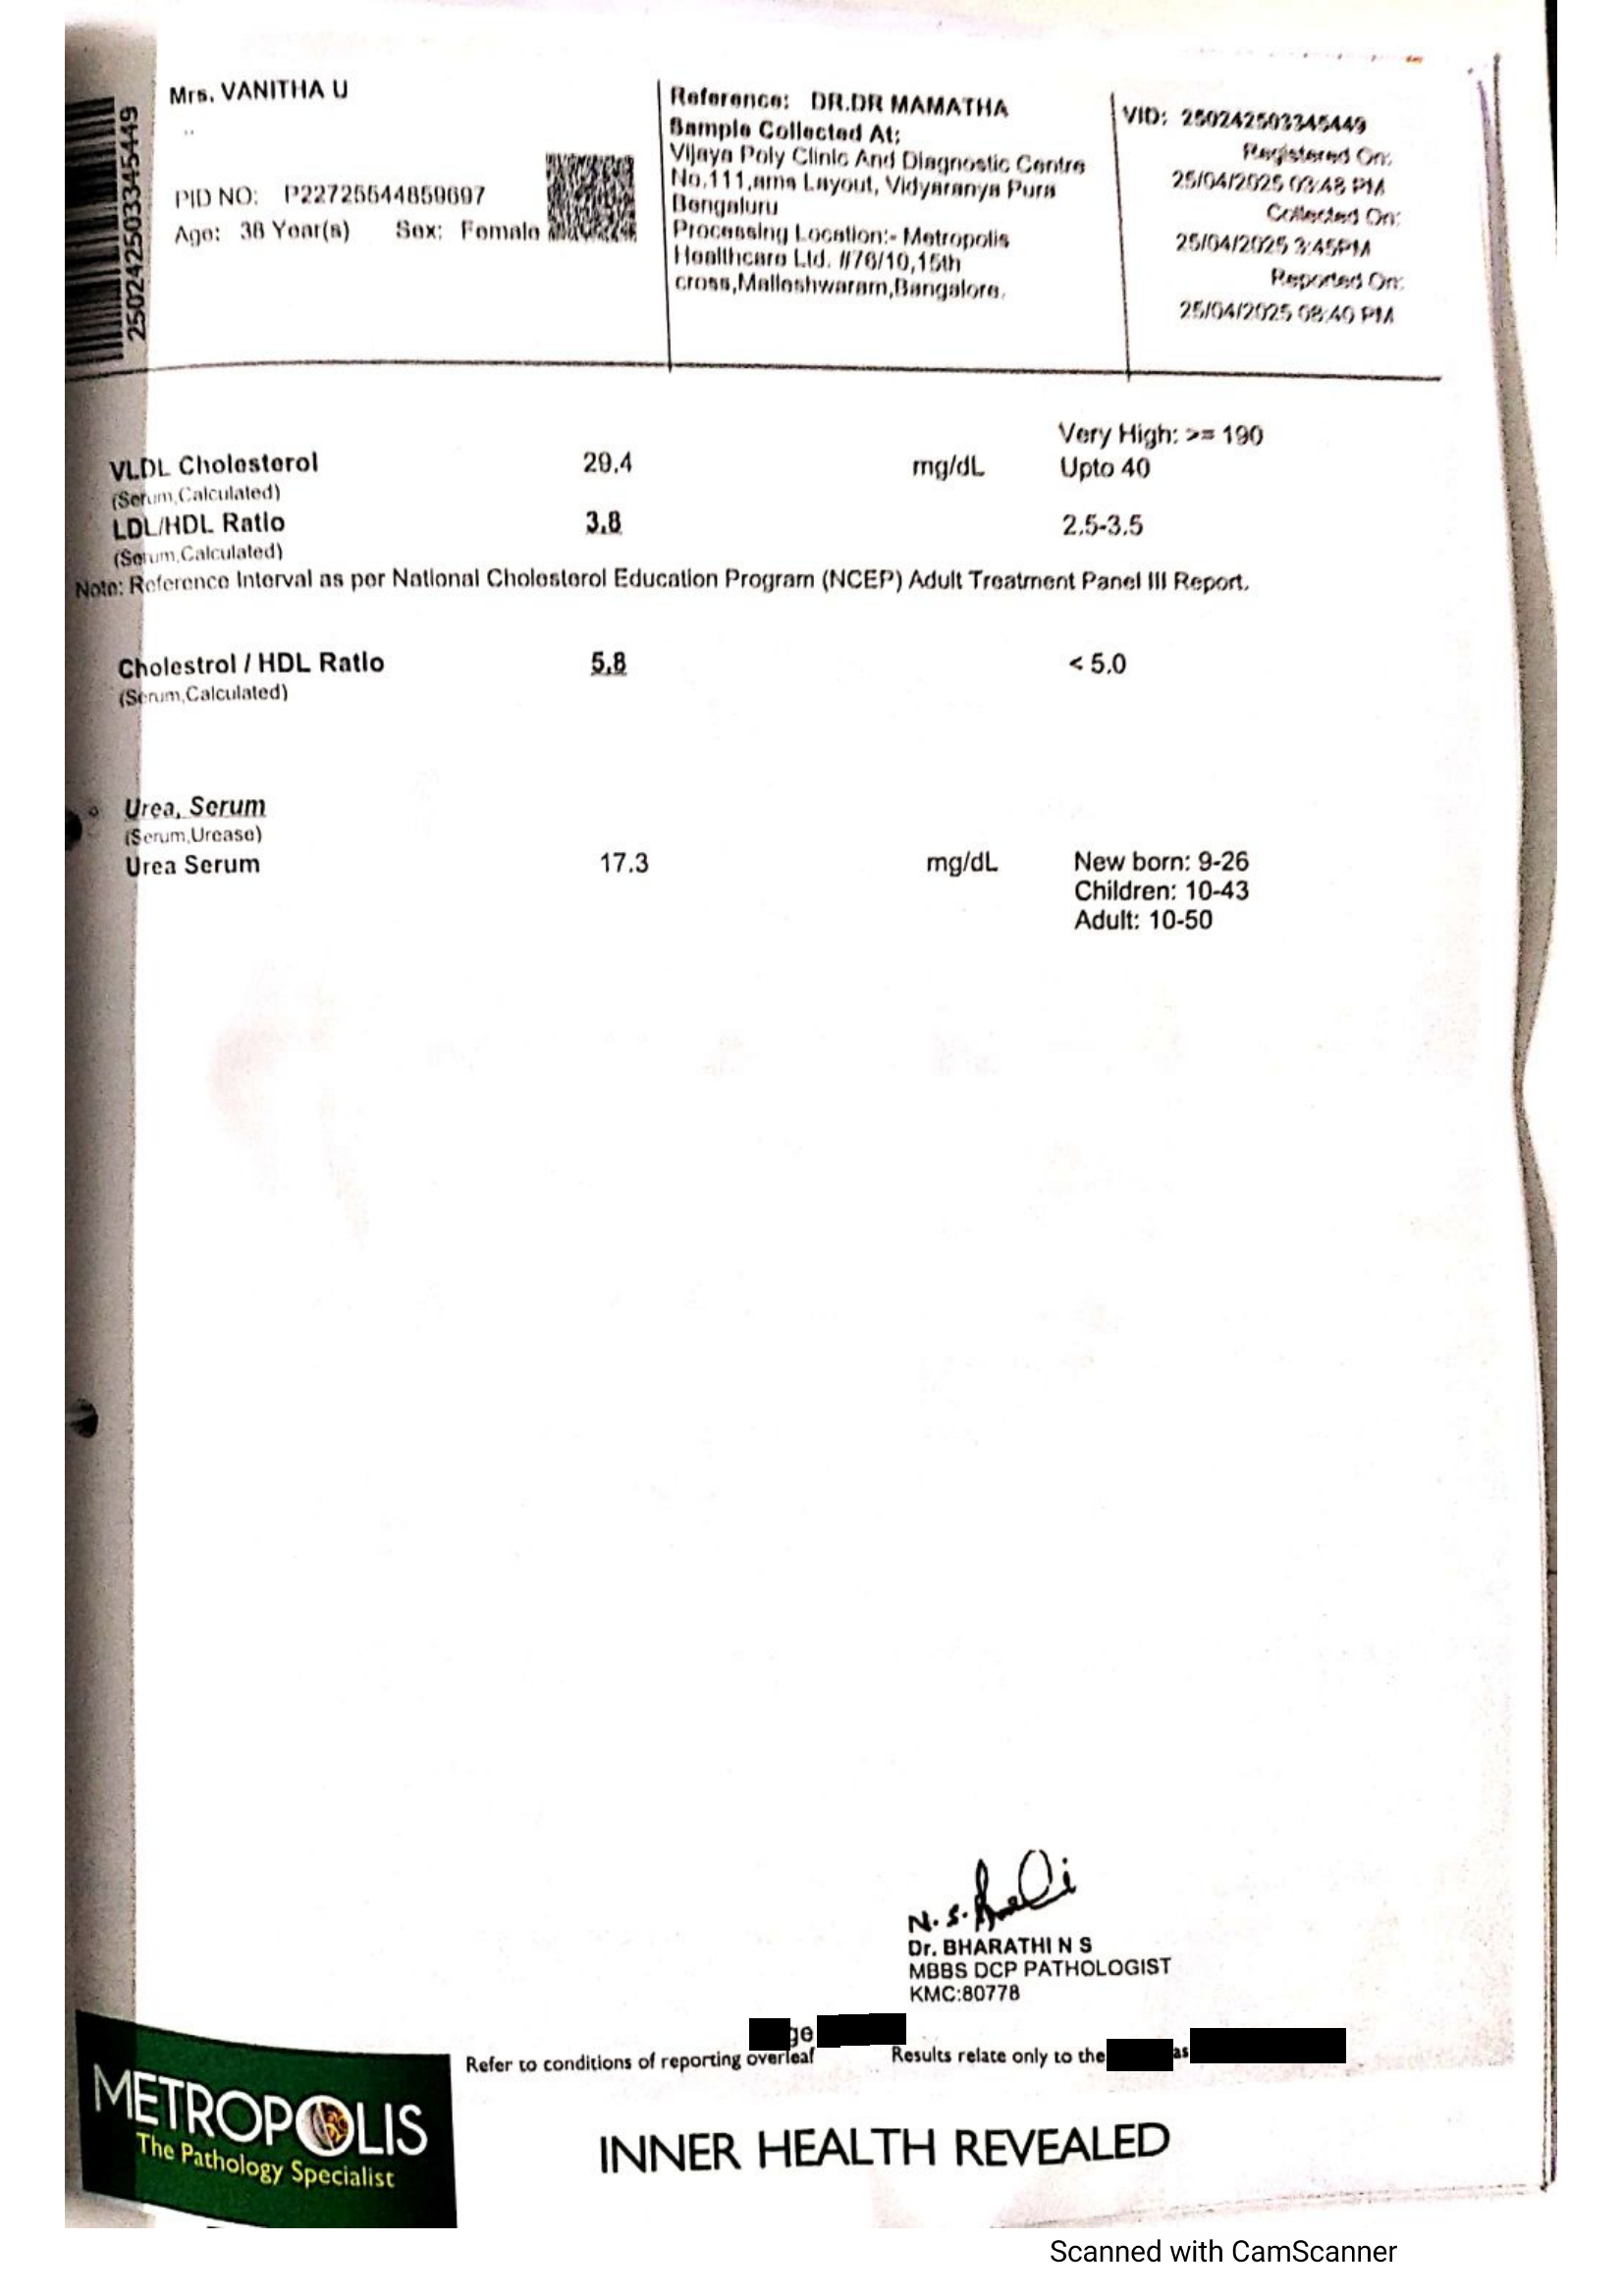 Mrs. VANITHA U
PID NO: P22725544859697
Age: 38 Year(s) Sex: Female
250242503345449
Reference: DR.DR MAMATHA
Sample Collected At:
Vijaya Poly Clinic And Diagnostic Centre
No,111,ams Layout, Vidyaranya Pura
Bengaluru
Processing Location:- Metropolis
Healthcare Ltd. #76/10,15th
cross,Malleshwaram,Bangalore,
VID: 250242503345449
Registered On:
25/04/2025 03:48 PM
Collected On:
25/04/2025 3:45PM
Reported On:
25/04/2025 08:40 PM
Very High: >= 190
VLDL Cholesterol 29.4 mg/dL Upto 40
(Serum,Calculated)
LDL/HDL Ratio 3.8 2.5-3.5
(Serum,Calculated)
Note: Reference Interval as per National Cholesterol Education Program (NCEP) Adult Treatment Panel III Report.
Cholestrol / HDL Ratio 5.8 < 5.0
(Serum,Calculated)
Urea, Serum
(Serum,Urease)
Urea Serum 17.3 mg/dL New born: 9-26
Children: 10-43
Adult: 10-50
N.S.
Dr. BHARATHI N S
MBBS DCP PATHOLOGIST
KMC:80778
ge
Refer to conditions of reporting overleaf Results relate only to the as
METROPOLIS
The Pathology Specialist
INNER HEALTH REVEALED
Scanned with CamScanner